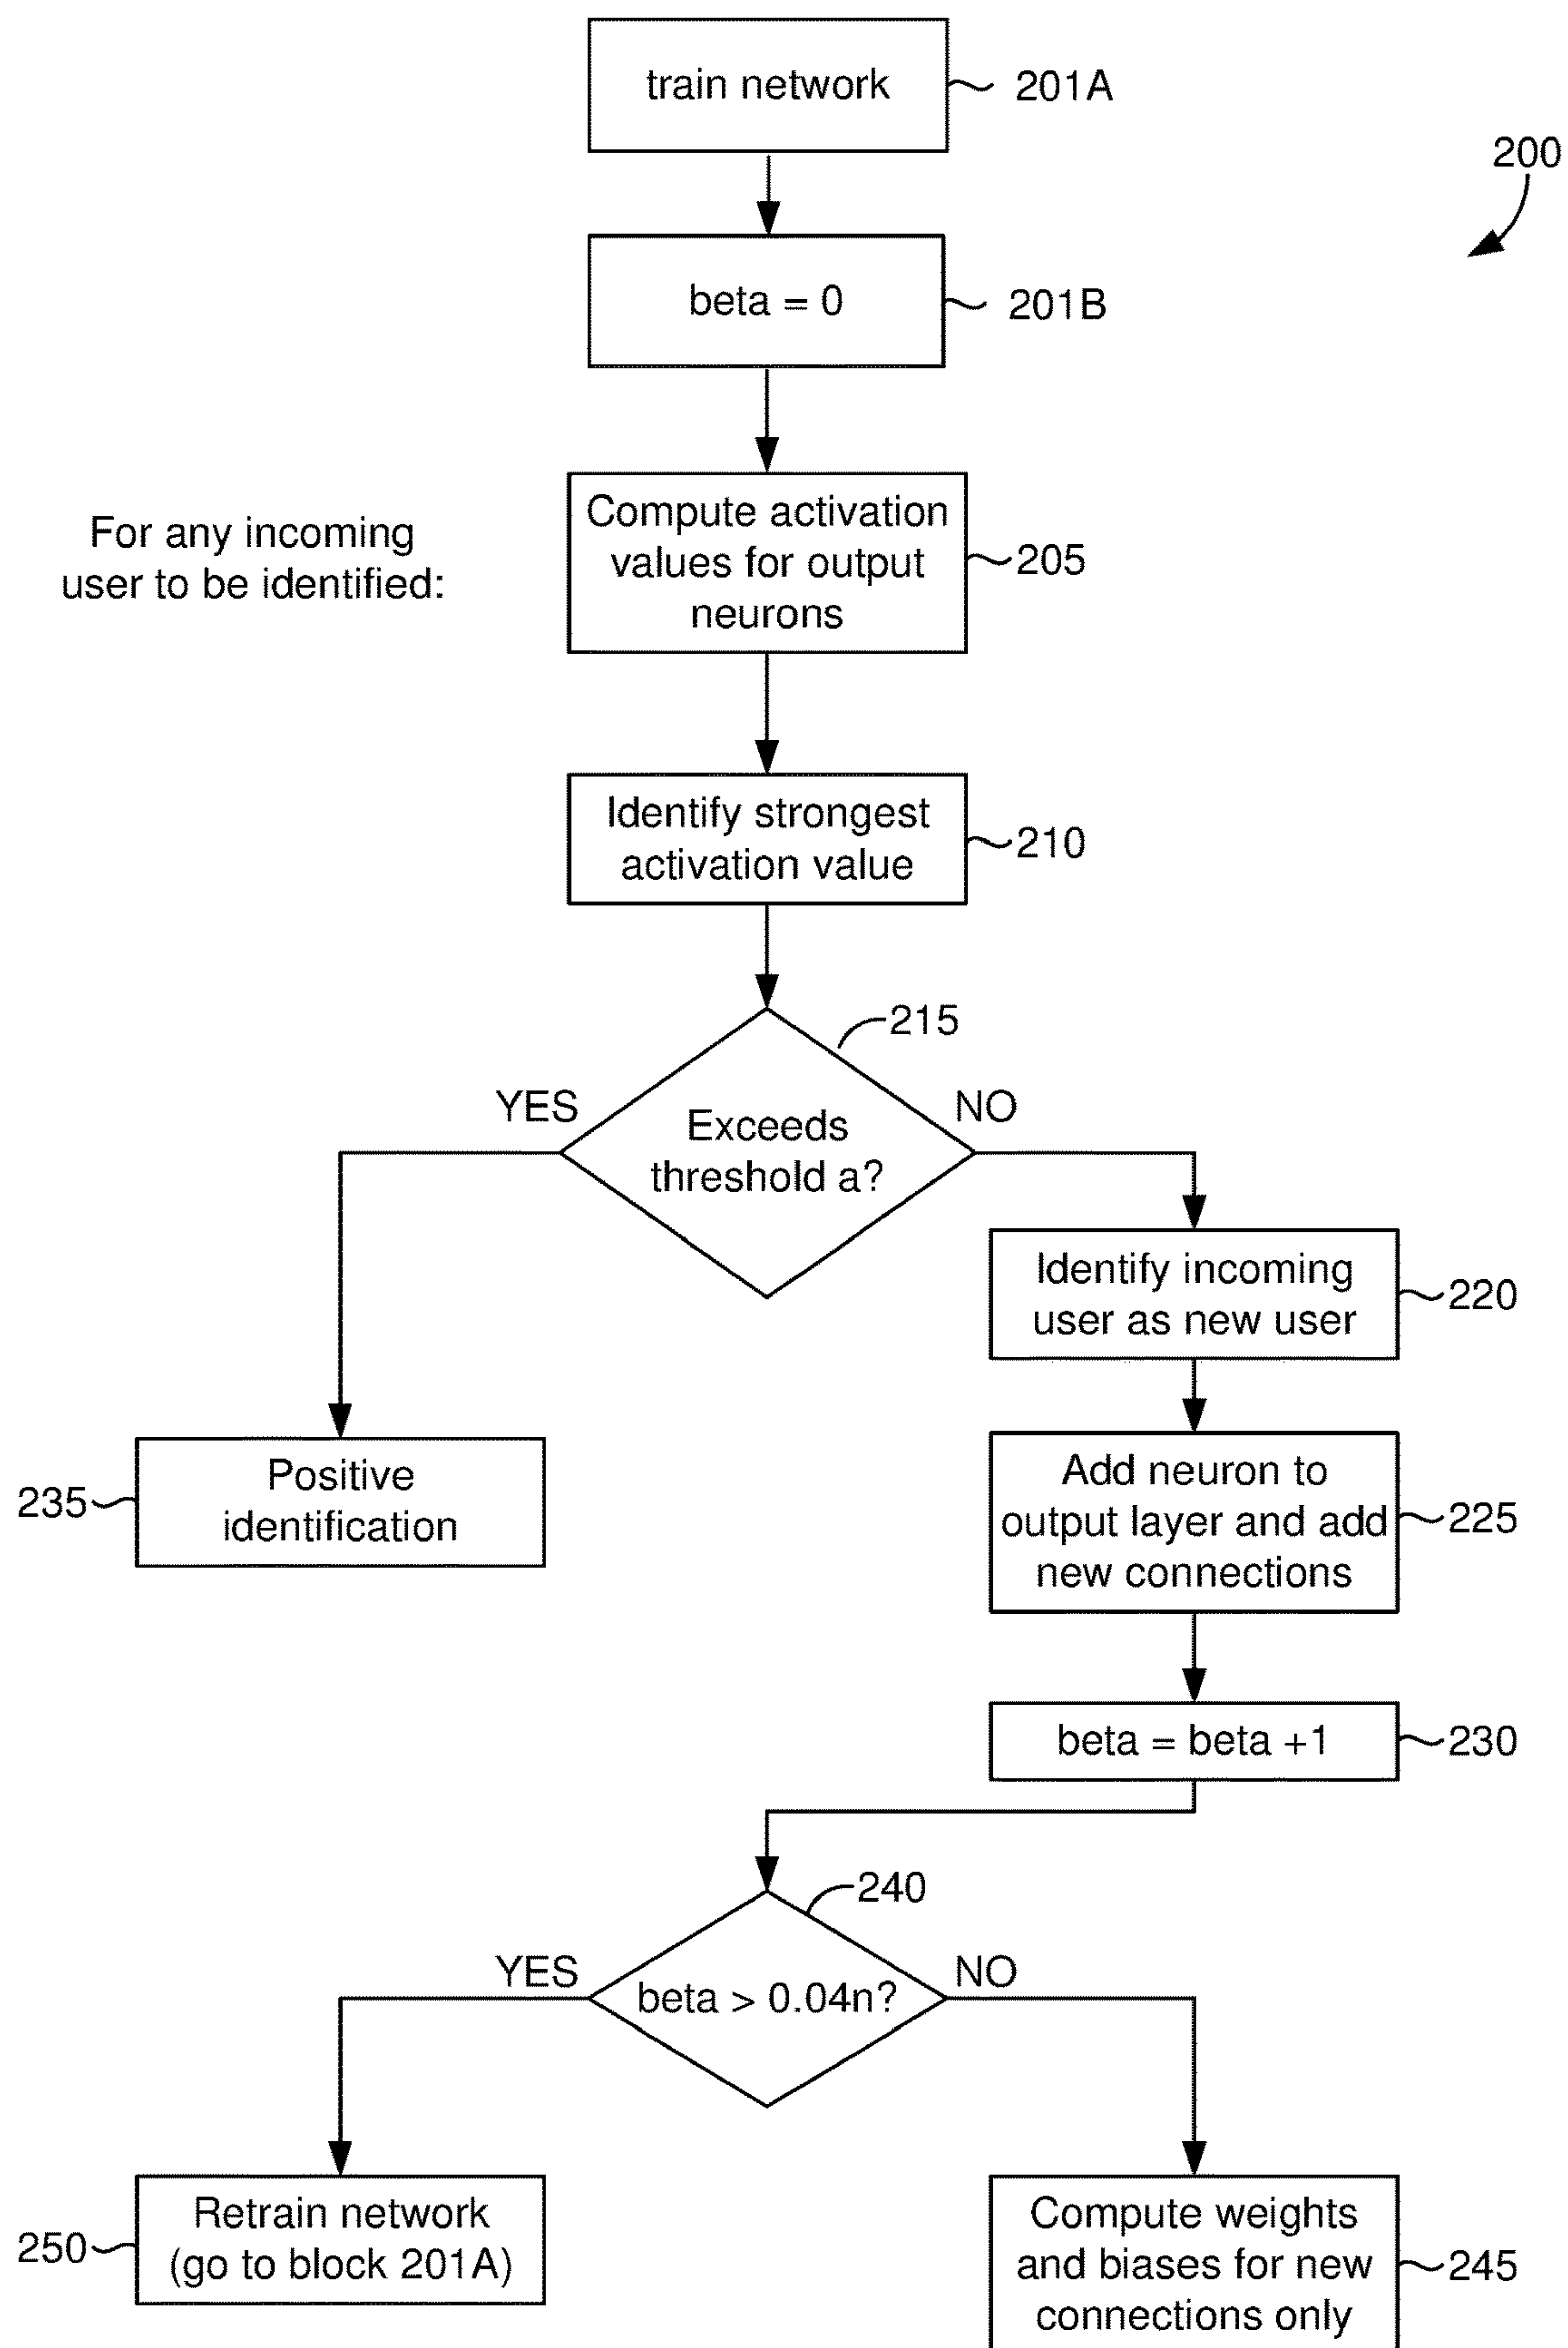 train network
201A
200
beta = 0
201B
For any incoming
user to be identified:
Compute activation
values for output
neurons
205
Identify strongest
activation value
210
215
YES
NO
Exceeds
threshold a?
Identify incoming
user as new user
220
Positive
identification
235
Add neuron to
output layer and add
new connections
225
beta = beta +1
230
240
YES
NO
beta > 0.04n?
Retrain network
(go to block 201A)
250
Compute weights
and biases for new
connections only
245